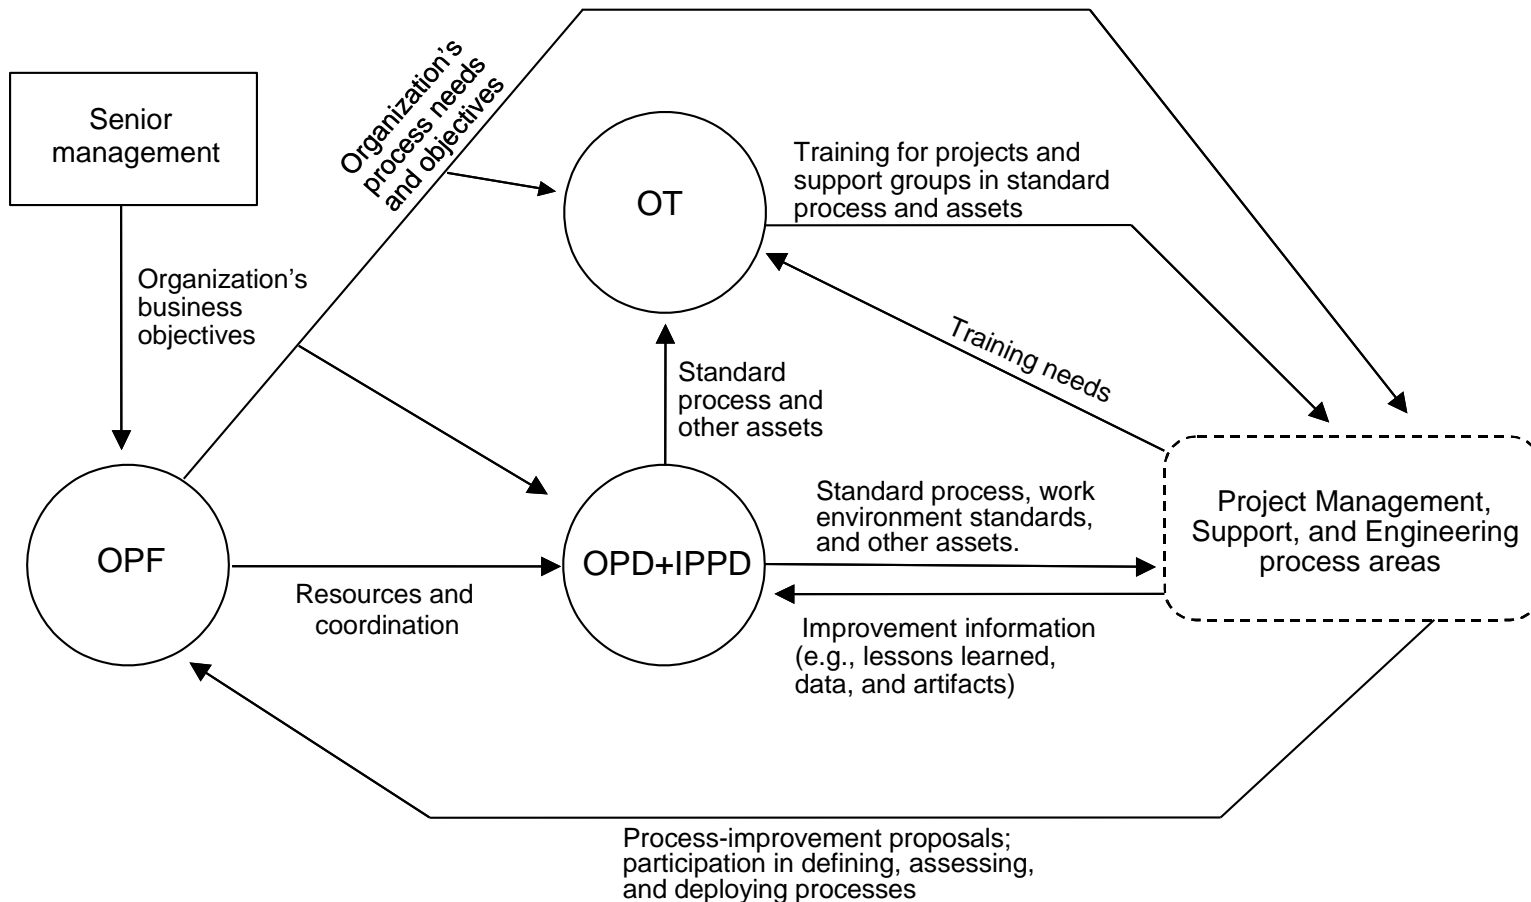 Organization’s
process needs
and objectives
Senior
management
OT
Training for projects and
support groups in standard
process and assets
Organization’s
business
objectives
Training needs
Standard
process and
other assets
OPF
OPD+IPPD
Standard process, work
environment standards,
and other assets.
Project Management,
Support, and Engineering
process areas
Resources and
coordination
Improvement information
(e.g., lessons learned,
data, and artifacts)
Process-improvement proposals;
participation in defining, assessing,
and deploying processes